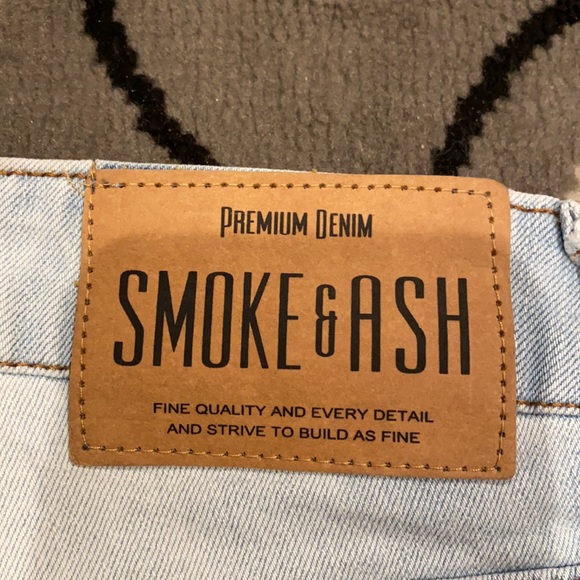 PREMIUM DENIM
SMOKE & ASH
FINE QUALITY AND EVERY DETAIL
AND STRIVE TO BUILD AS FINE